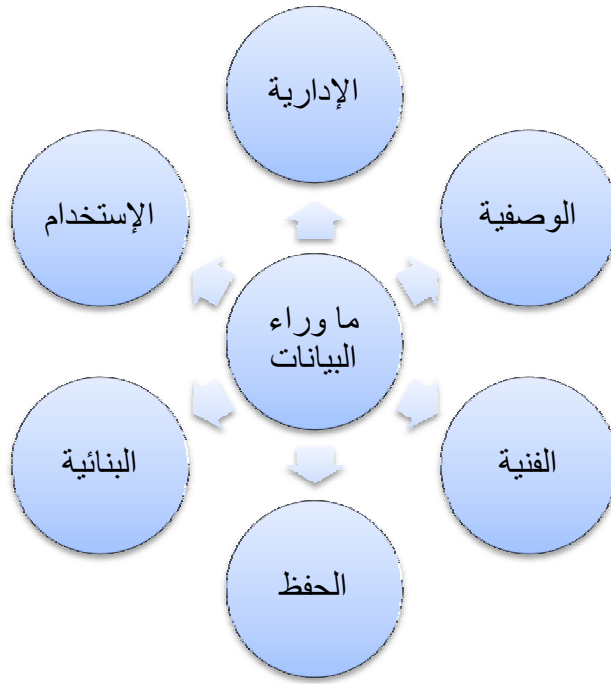 الإدارية
الوصفية
الإستخدام
ما وراء
البيانات
الفنية
البنائية
الحفظ